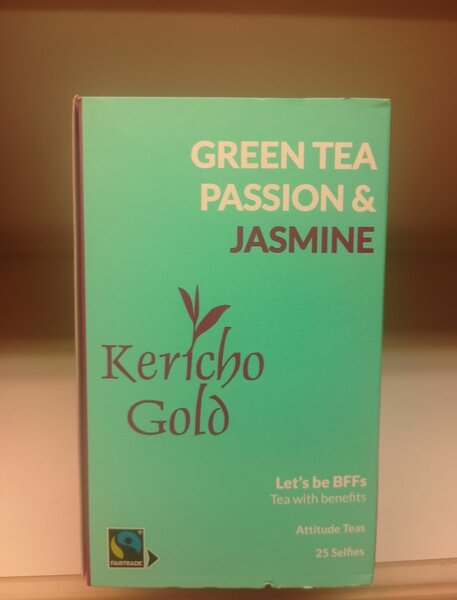 GREEN TEA
PASSION &
JASMINE
Kericho
Gold
Let's be BFFs
Tea with benefits
Attitude Teas
25 Selfies
FAIRTRADE